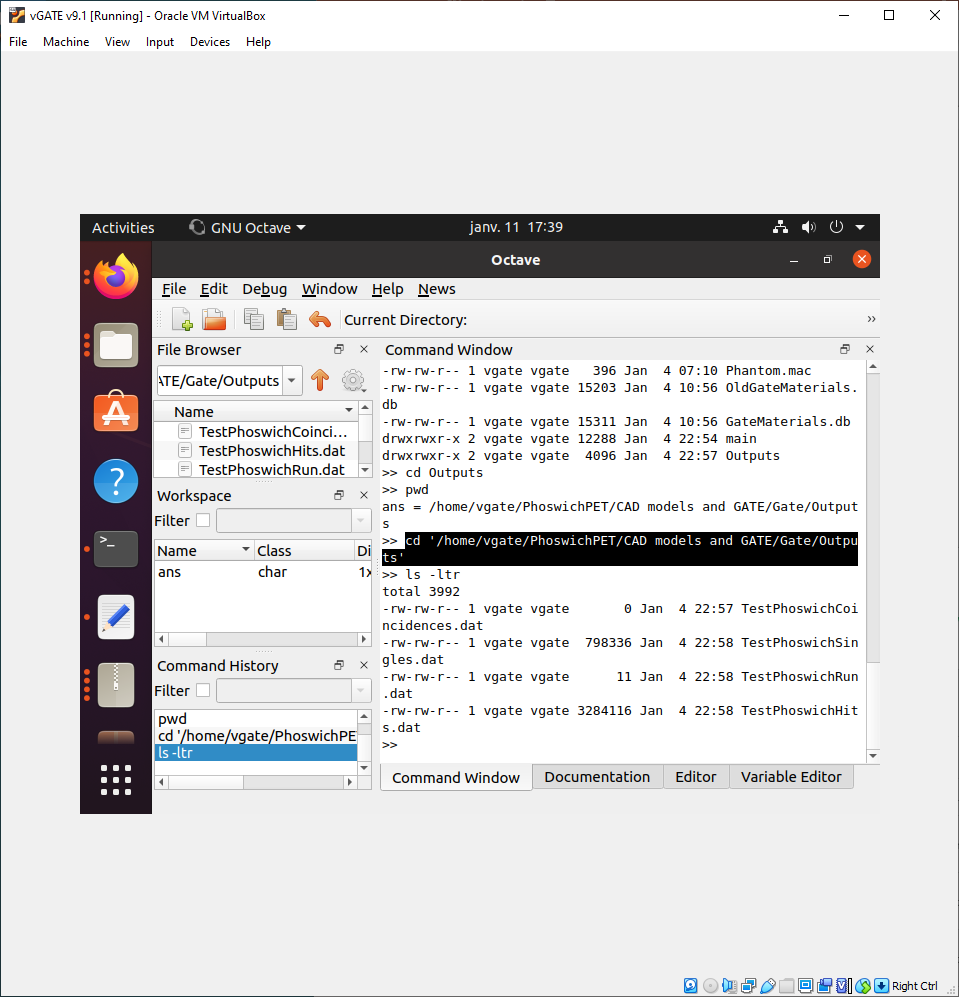 vGATE v9.1 [Running] - Oracle VM VirtualBox
File Machine View Input Devices Help
Activities GNU Octave janv. 11 17:39
Octave
File Edit Debug Window Help News
Current Directory:
File Browser
ATE/Gate/Outputs
Name
TestPhoswichCoinci...
TestPhoswichHits.dat
TestPhoswichRun.dat
Workspace
Filter
Name Class Di
ans char 1x
Command History
Filter
pwd
cd '/home/vgate/PhoswichPE
ls -ltr
Command Window
-rw-rw-r-- 1 vgate vgate 396 Jan 4 07:10 Phantom.mac
-rw-rw-r-- 1 vgate vgate 15203 Jan 4 10:56 OldGateMaterials.
db
-rw-rw-r-- 1 vgate vgate 15311 Jan 4 10:56 GateMaterials.db
drwxrwxr-x 2 vgate vgate 12288 Jan 4 22:54 main
drwxrwxr-x 2 vgate vgate 4096 Jan 4 22:57 Outputs
>> cd Outputs
>> pwd
ans = /home/vgate/PhoswichPET/CAD models and GATE/Gate/Output
s
>> cd '/home/vgate/PhoswichPET/CAD models and GATE/Gate/Outpu
ts'
>> ls -ltr
total 3992
-rw-rw-r-- 1 vgate vgate 0 Jan 4 22:57 TestPhoswichCoi
ncidences.dat
-rw-rw-r-- 1 vgate vgate 798336 Jan 4 22:58 TestPhoswichSin
gles.dat
-rw-rw-r-- 1 vgate vgate 11 Jan 4 22:58 TestPhoswichRun
.dat
-rw-rw-r-- 1 vgate vgate 3284116 Jan 4 22:58 TestPhoswichHit
s.dat
>>
Command Window Documentation Editor Variable Editor
Right Ctrl